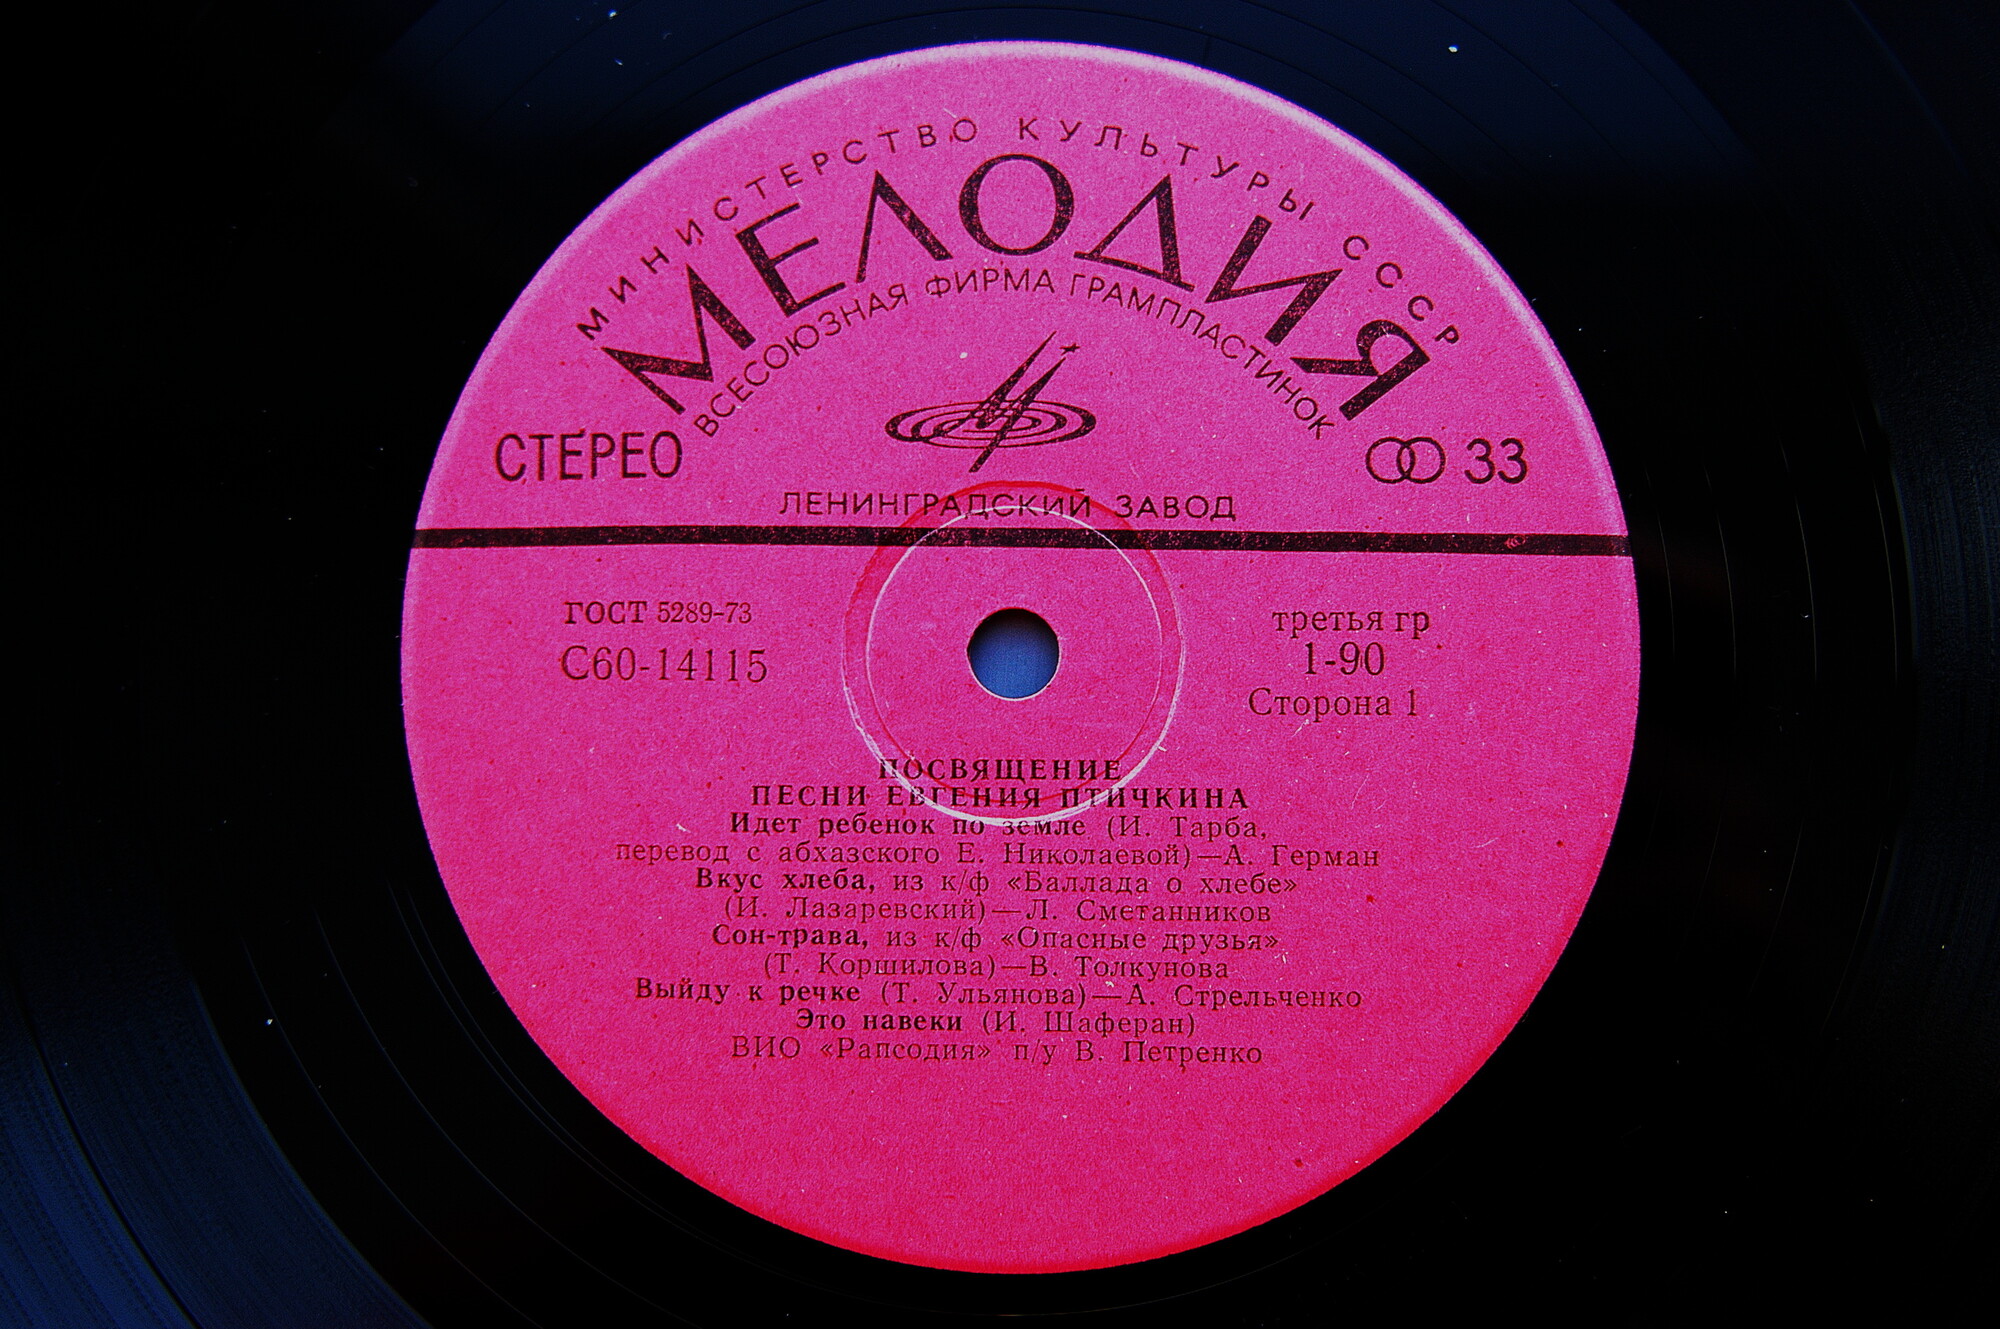 МИНИСТЕРСТВО КУЛЬТУРЫ СССР
МЕЛОДИЯ
ВСЕСОЮЗНАЯ ФИРМА ГРАМПЛАСТИНОК
СТЕРЕО
33
ЛЕНИНГРАДСКИЙ ЗАВОД
ГОСТ 5289-73
С60-14115
третья гр
1-90
Сторона 1
ПОСВЯЩЕНИЕ
ПЕСНИ ЕВГЕНИЯ ПТИЧКИНА
Идет ребенок по земле (И. Тарба,
перевод с абхазского Е. Николаевой)—А. Герман
Вкус хлеба, из к/ф «Баллада о хлебе»
(И. Лазаревский)—Л. Сметанников
Сон-трава, из к/ф «Опасные друзья»
(Т. Коршилова)—В. Толкунова
Выйду к речке (Т. Ульянова)—А. Стрельченко
Это навеки (И. Шаферан)
ВИО «Рапсодия» п/у В. Петренко